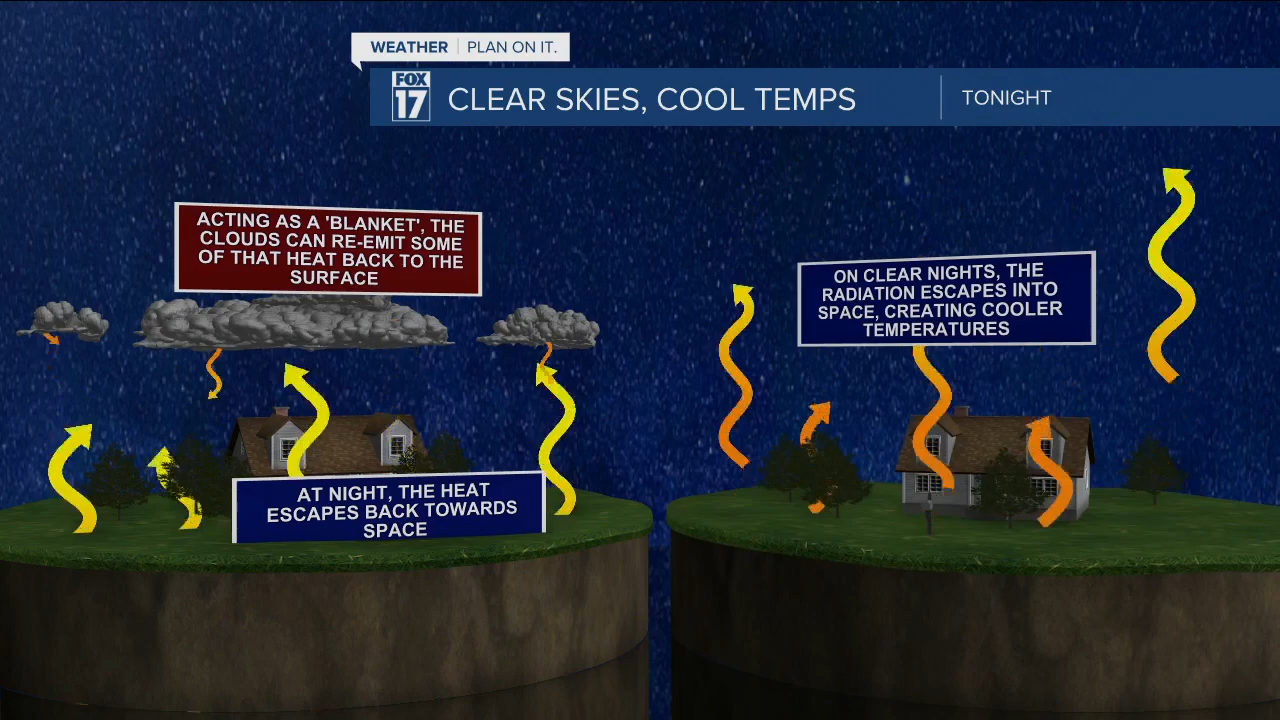 WEATHER | PLAN ON IT.
FOX
17
CLEAR SKIES, COOL TEMPS
TONIGHT
ACTING AS A 'BLANKET', THE
CLOUDS CAN RE-EMIT SOME
OF THAT HEAT BACK TO THE
SURFACE
AT NIGHT, THE HEAT
ESCAPES BACK TOWARDS
SPACE
ON CLEAR NIGHTS, THE
RADIATION ESCAPES INTO
SPACE, CREATING COOLER
TEMPERATURES